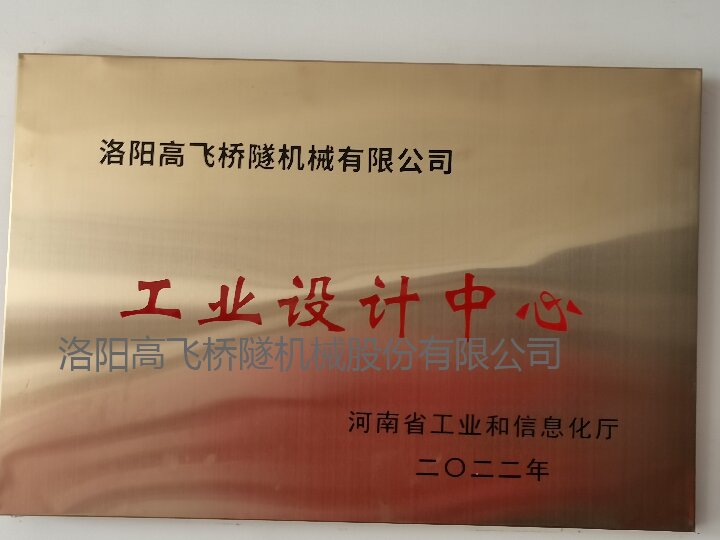 洛阳高飞桥隧机械有限公司
工业设计中心
洛阳高飞桥隧机械股份有限公司
河南省工业和信息化厅
二〇二二年